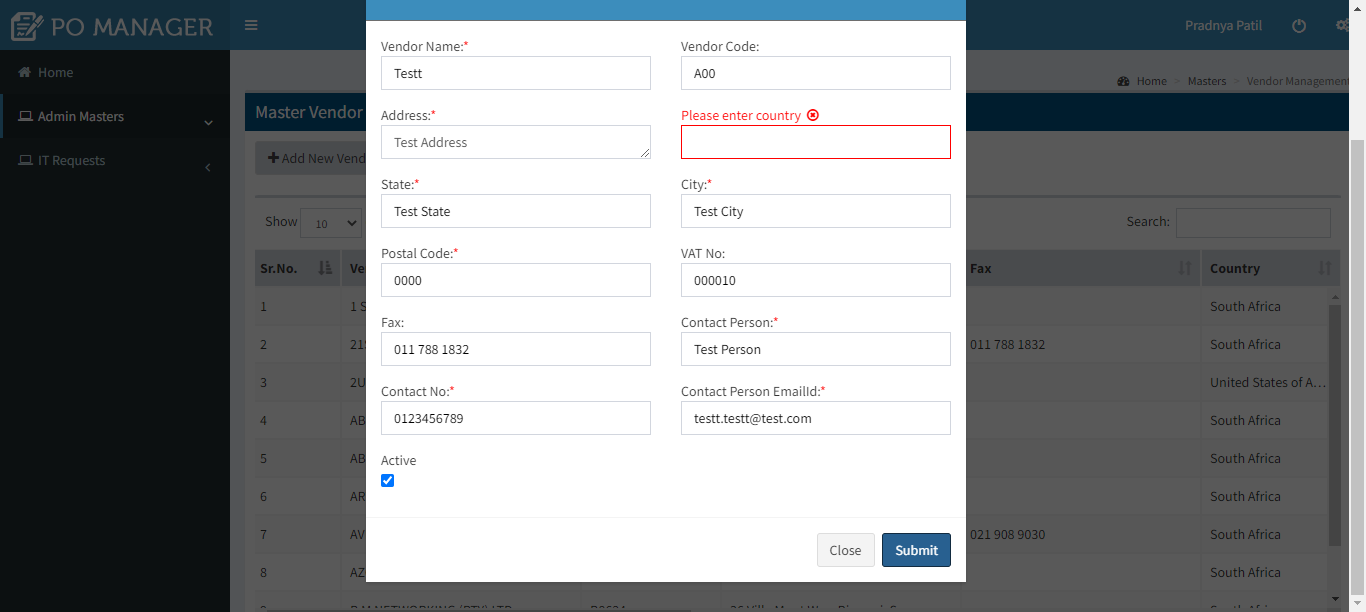 PO MANAGER
Pradnya Patil
Home
Admin Masters
IT Requests
Home > Masters > Vendor Management
Master Vendor
Add New Vend
Show 10
Search:
Sr.No. Ve Fax Country
1 1 S South Africa
2 21S 011 788 1832 South Africa
3 2U United States of A...
4 AB South Africa
5 AB South Africa
6 AR South Africa
7 AV 021 908 9030 South Africa
8 AZ South Africa
Vendor Name:*
Testt
Vendor Code:
A00
Address:*
Test Address
Please enter country
State:*
Test State
City:*
Test City
Postal Code:*
0000
VAT No:
000010
Fax:
011 788 1832
Contact Person:*
Test Person
Contact No:*
0123456789
Contact Person EmailId:*
testt.testt@test.com
Active
Close
Submit